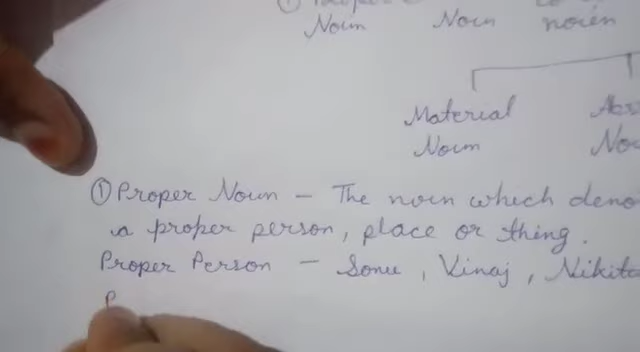 Noun Noun noun
Material
Noun
① Proper Noun – The noun which deno
a proper person, place or thing.
Proper Person – Sonu, Vinay, Nikita
P